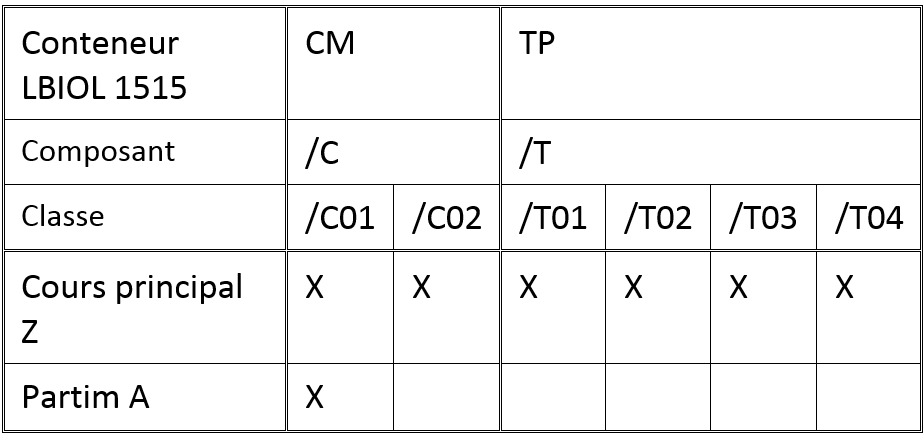 Conteneur CM TP
LBIOL 1515
Composant /C /T
Classe /C01 /C02 /T01 /T02 /T03 /T04
Cours principal X X X X X X
Z
Partim A X